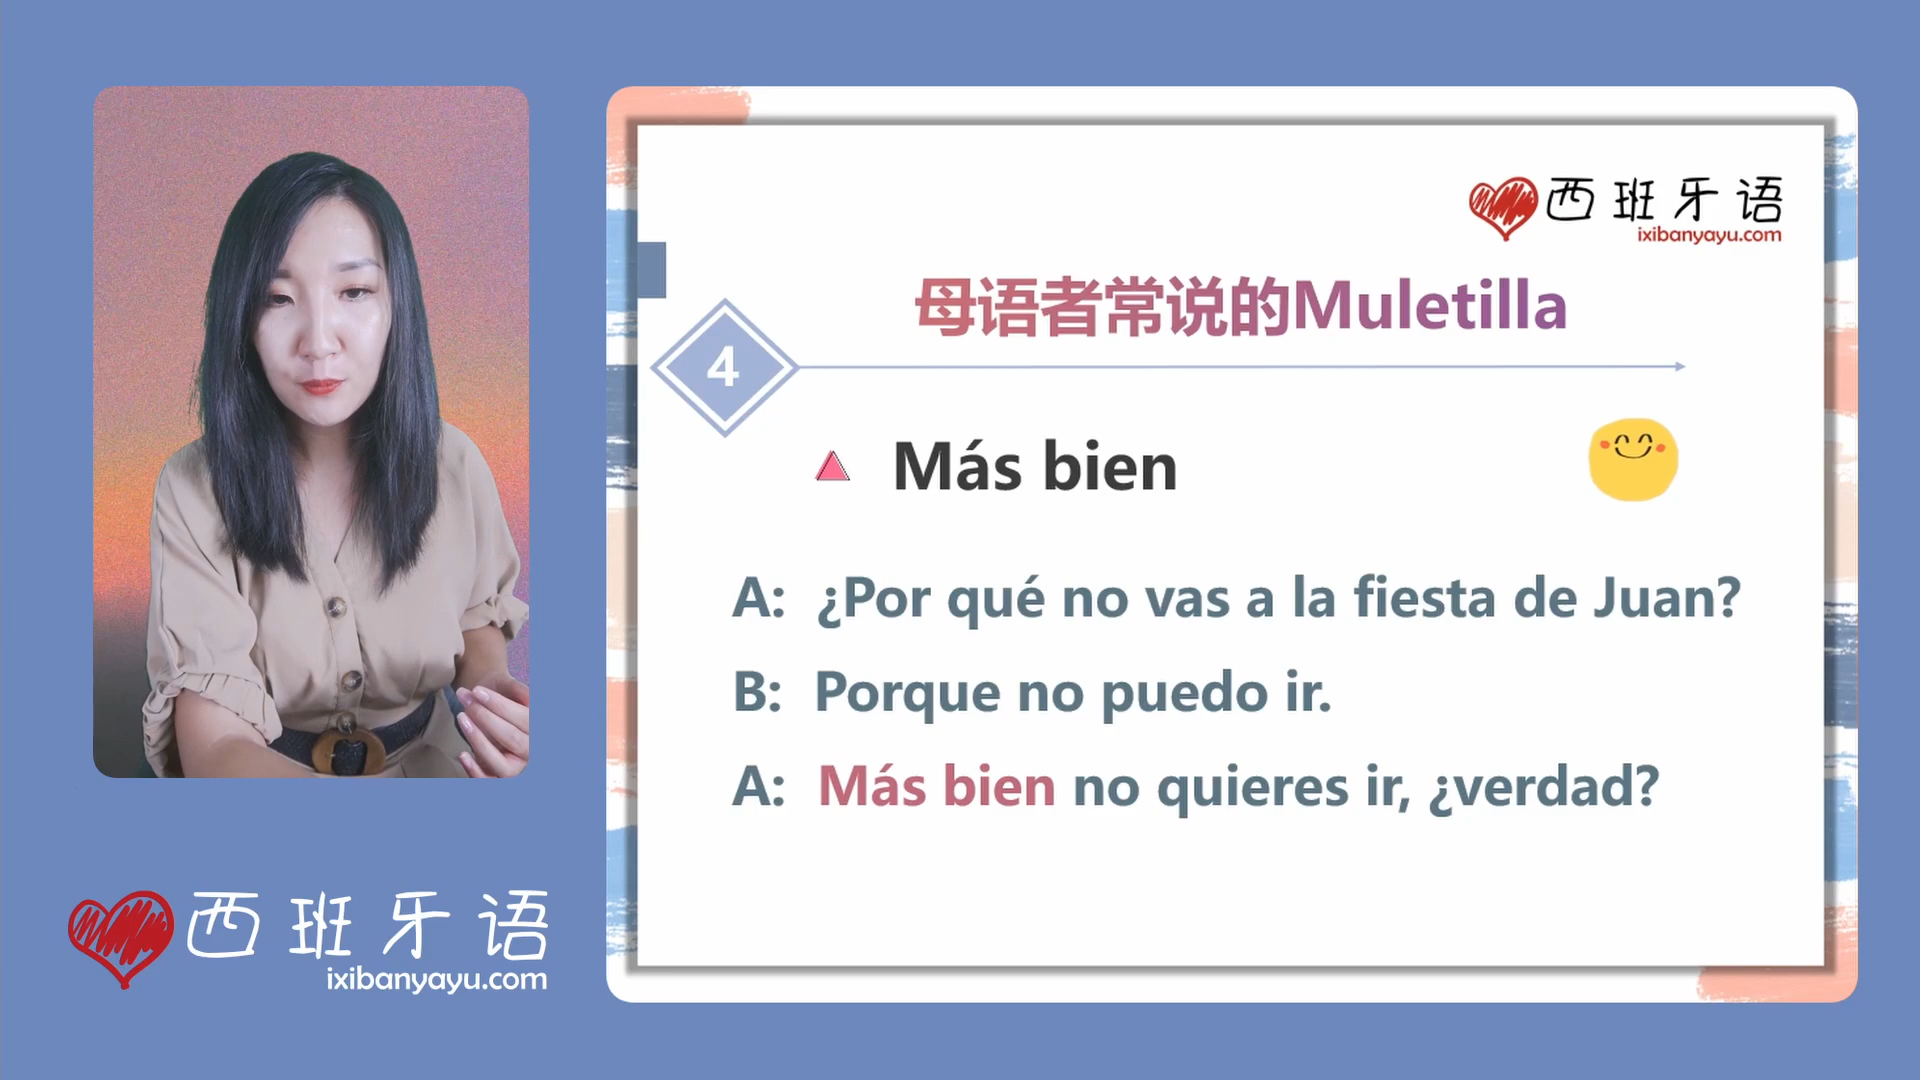 西班牙语
ixibanyayu.com
母语者常说的Muletilla
4
Más bien
A: ¿Por qué no vas a la fiesta de Juan?
B: Porque no puedo ir.
A: Más bien no quieres ir, ¿verdad?
西班牙语
ixibanyayu.com